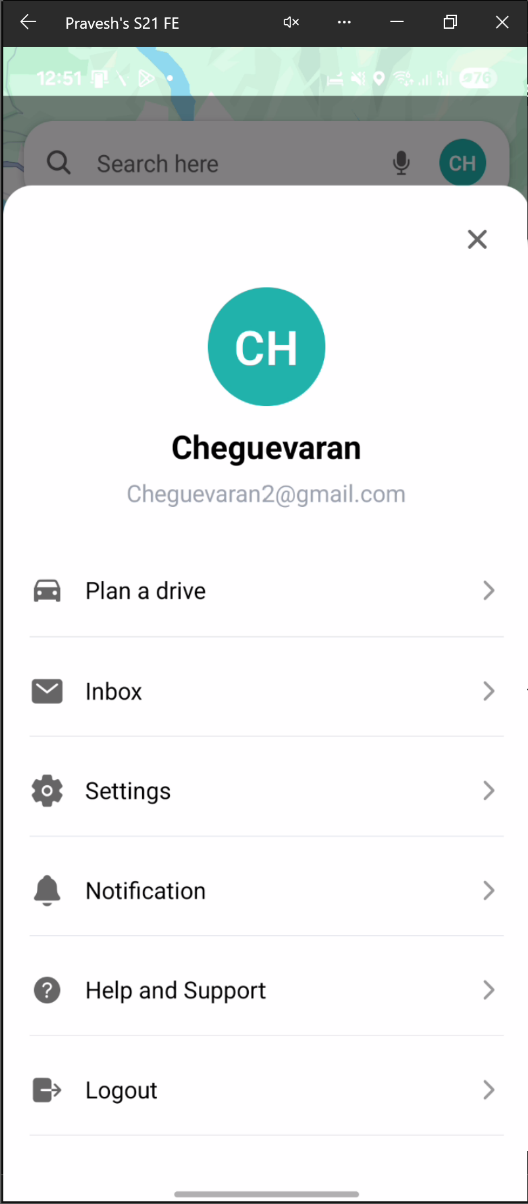 Pravesh's S21 FE
12:51
76
Search here
CH
CH
Cheguevaran
Cheguevaran2@gmail.com
Plan a drive
Inbox
Settings
Notification
? Help and Support
Logout